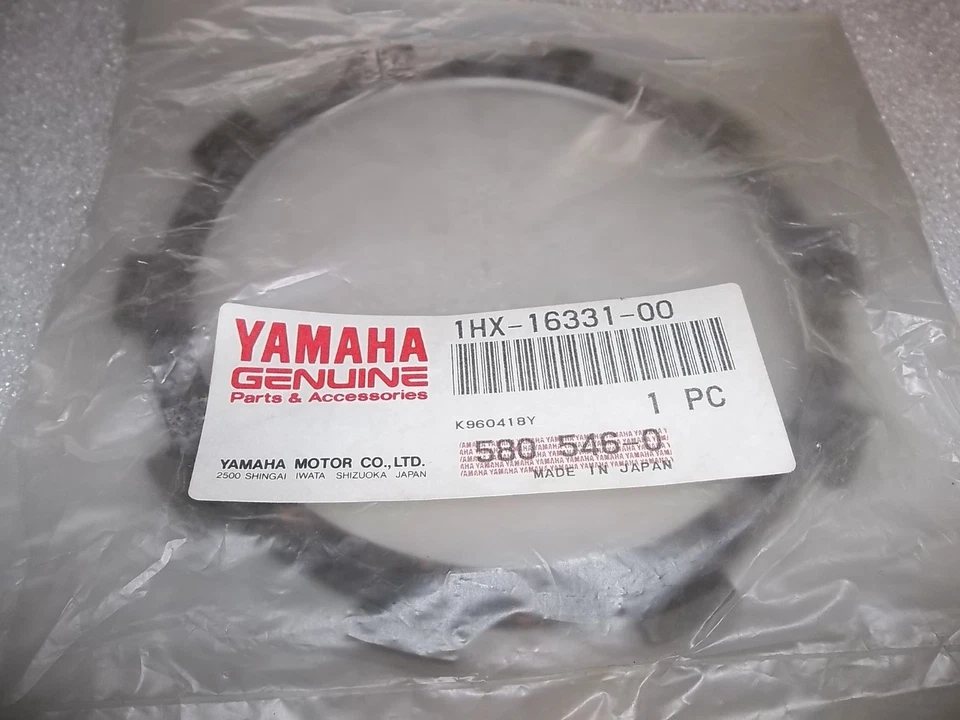 YAMAHA
GENUINE
Parts & Accessories
YAMAHA MOTOR CO., LTD.
2500 SHINGAI IWATA SHIZUOKA JAPAN
1HX-16331-00
1 PC
K960418Y
580 546-0
MADE IN JAPAN